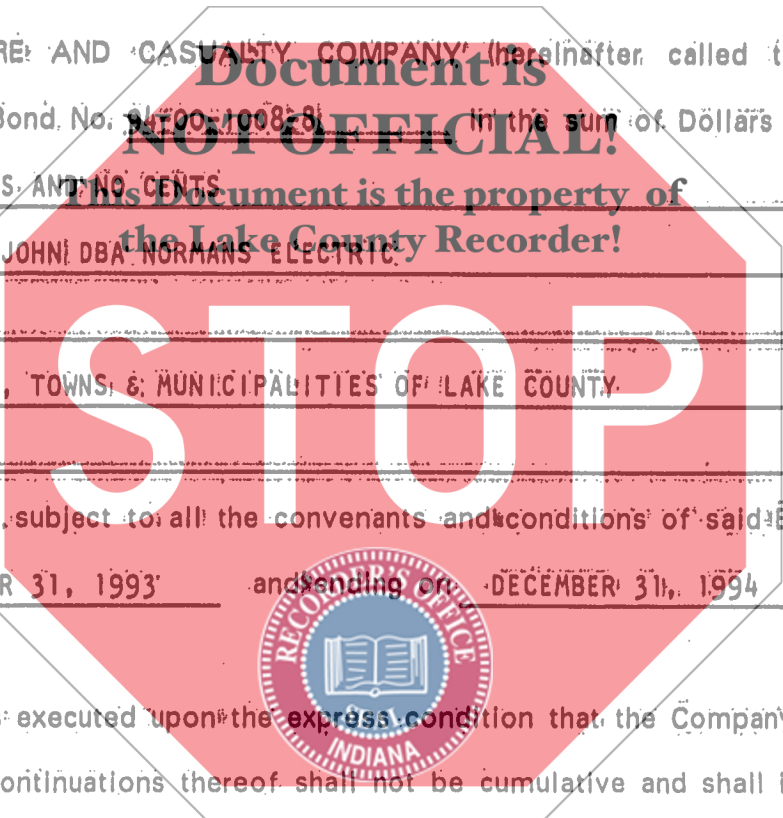 RE AND CASUALTY COMPANY (hereinafter called t
Document is
Bond No. in the sum of Dollars
NOT OFFICIAL!
S AND NO CENTS
This Document is the property of
the Lake County Recorder!
JOHN DBA NORMANS ELECTRIC
STOP
, TOWNS & MUNICIPALITIES OF LAKE COUNTY
, subject to all the convenants and conditions of said B
R 31, 1993 and ending on DECEMBER 31, 1994
RECORDER'S OFFICE
SEAL
INDIANA
executed upon the express condition that the Company
ontinuations thereof shall not be cumulative and shall i